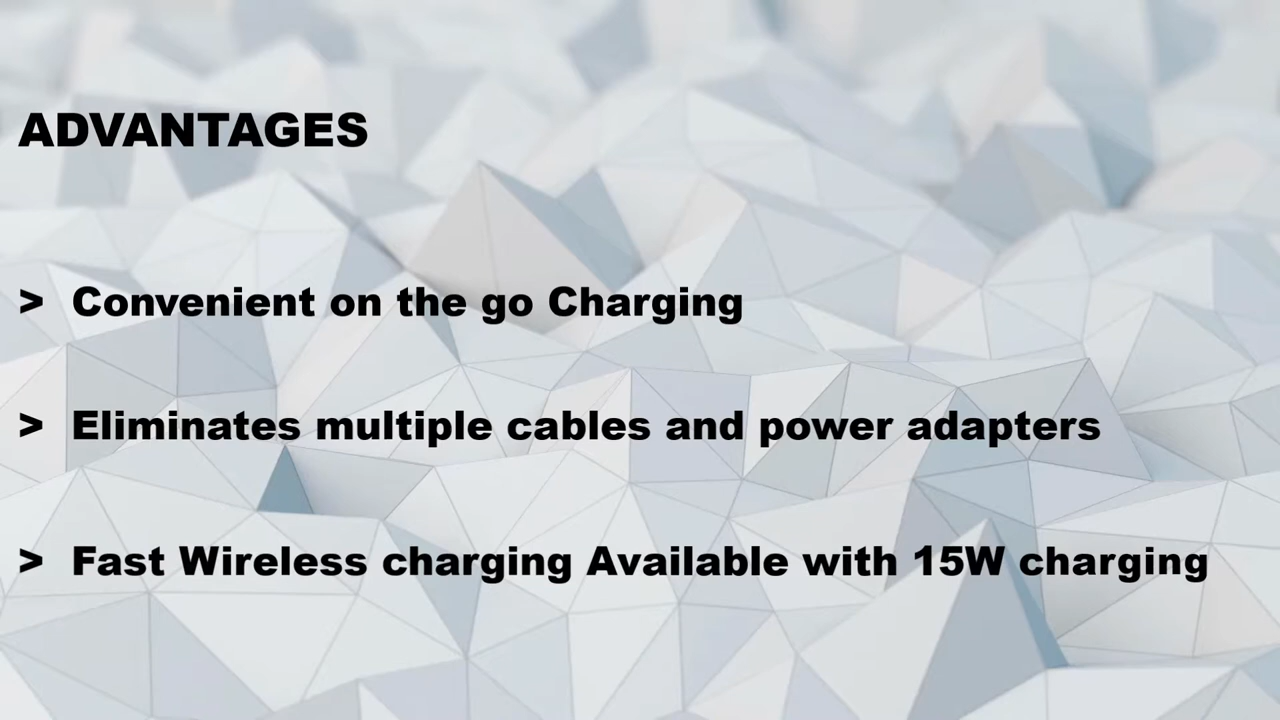 ADVANTAGES
> Convenient on the go Charging
> Eliminates multiple cables and power adapters
> Fast Wireless charging Available with 15W charging